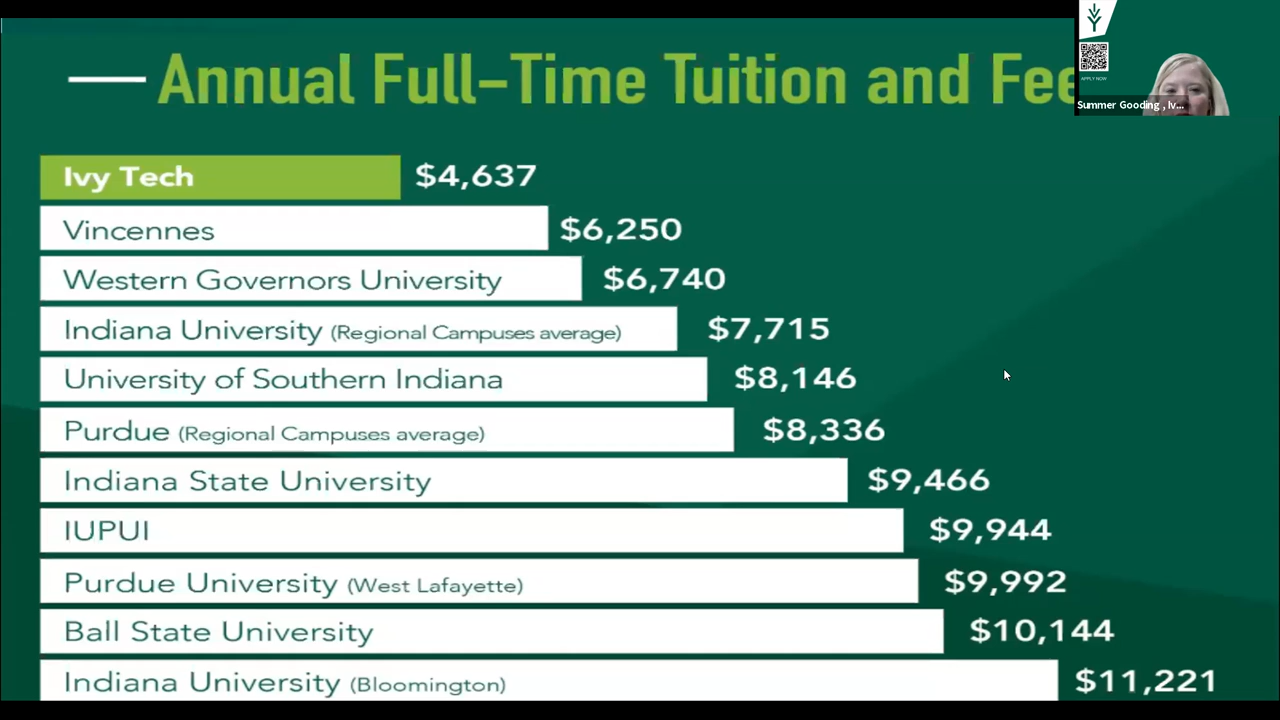 Annual Full-Time Tuition and Fee
APPLY NOW
Summer Gooding , Iv...
Ivy Tech $4,637
Vincennes $6,250
Western Governors University $6,740
Indiana University (Regional Campuses average) $7,715
University of Southern Indiana $8,146
Purdue (Regional Campuses average) $8,336
Indiana State University $9,466
IUPUI $9,944
Purdue University (West Lafayette) $9,992
Ball State University $10,144
Indiana University (Bloomington) $11,221